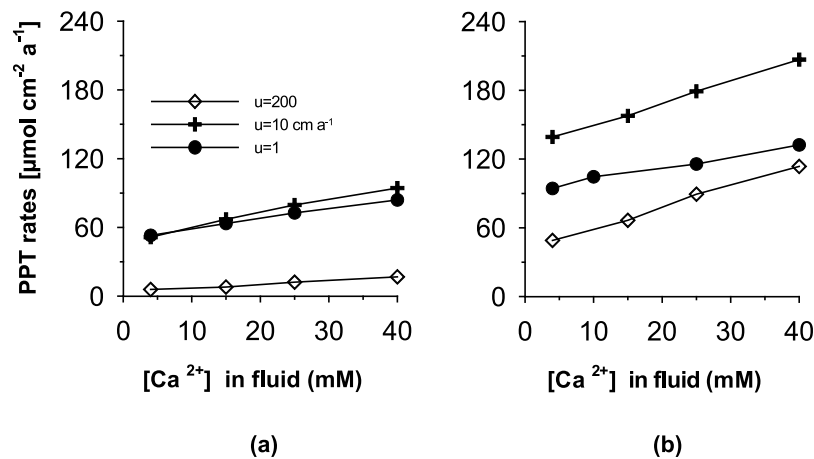 240
180
120
60
0
PPT rates [µmol cm⁻² a⁻¹]
u=200
u=10 cm a⁻¹
u=1
0 10 20 30 40
[Ca ²⁺] in fluid (mM)
(a)
240
180
120
60
0
0 10 20 30 40
[Ca ²⁺] in fluid (mM)
(b)